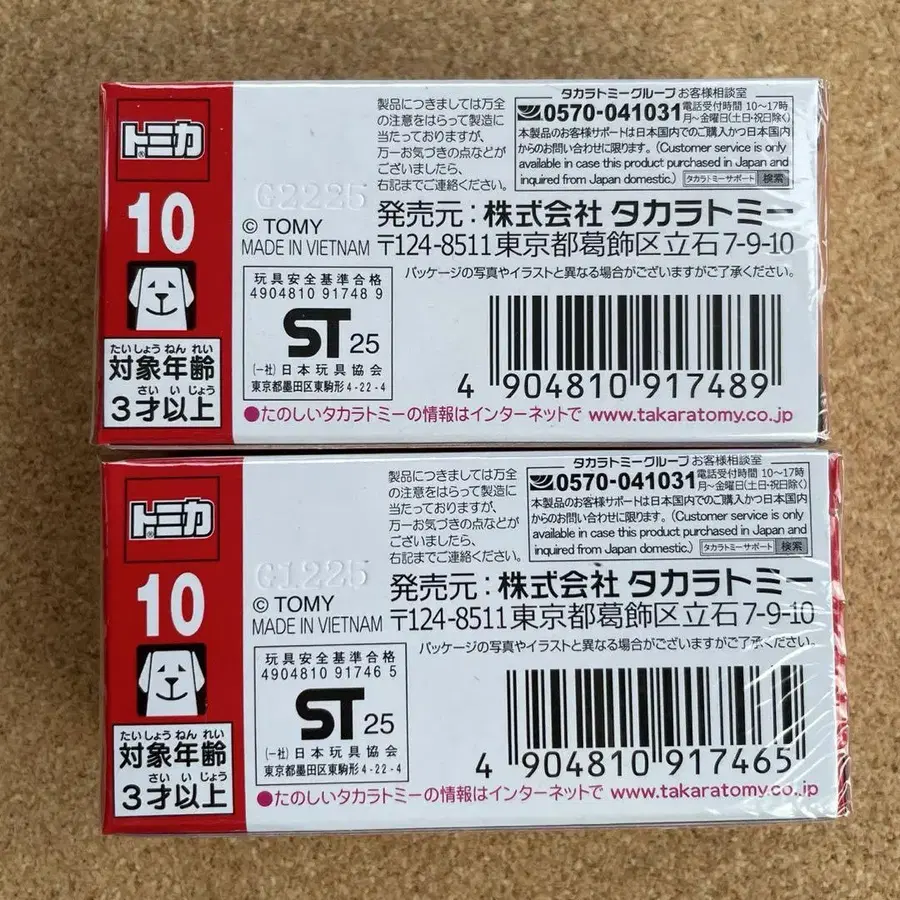 トミカ
®
10
たいしょうねんれい
対象年齢
さい いじょう
3才以上
G2225
© TOMY
MADE IN VIETNAM
製品につきましては万全
の注意をはらって製造に
当たっておりますが、
万一お気づきの点などが
ございましたら、
右記までご連絡ください。
タカラトミーグループ お客様相談室
0570-041031 電話受付時間 10〜17時
月〜金曜日(土日・祝日除く)
本製品のお客様サポートは日本国内でのご購入かつ日本国内
からのお問い合わせに限ります。(Customer service is only
available in case this product purchased in Japan and
inquired from Japan domestic.) タカラトミーサポート 検索
発売元:株式会社 タカラトミー
〒124-8511東京都葛飾区立石7-9-10
パッケージの写真やイラストと異なる場合がございますがご了承ください。
玩具安全基準合格
4904810 91748 9
ST 25
(一社)日本玩具協会
東京都墨田区東駒形4-22-4
4 904810 917489
●たのしいタカラトミーの情報はインターネットで www.takaratomy.co.jp
トミカ
®
10
たいしょうねんれい
対象年齢
さい いじょう
3才以上
G1225
© TOMY
MADE IN VIETNAM
製品につきましては万全
の注意をはらって製造に
当たっておりますが、
万一お気づきの点などが
ございましたら、
右記までご連絡ください。
タカラトミーグループ お客様相談室
0570-041031 電話受付時間 10〜17時
月〜金曜日(土日・祝日除く)
本製品のお客様サポートは日本国内でのご購入かつ日本国内
からのお問い合わせに限ります。(Customer service is only
available in case this product purchased in Japan and
inquired from Japan domestic.) タカラトミーサポート 検索
発売元:株式会社 タカラトミー
〒124-8511東京都葛飾区立石7-9-10
パッケージの写真やイラストと異なる場合がございますがご了承ください。
玩具安全基準合格
4904810 91746 5
ST 25
(一社)日本玩具協会
東京都墨田区東駒形4-22-4
4 904810 917465
●たのしいタカラトミーの情報はインターネットで www.takaratomy.co.jp